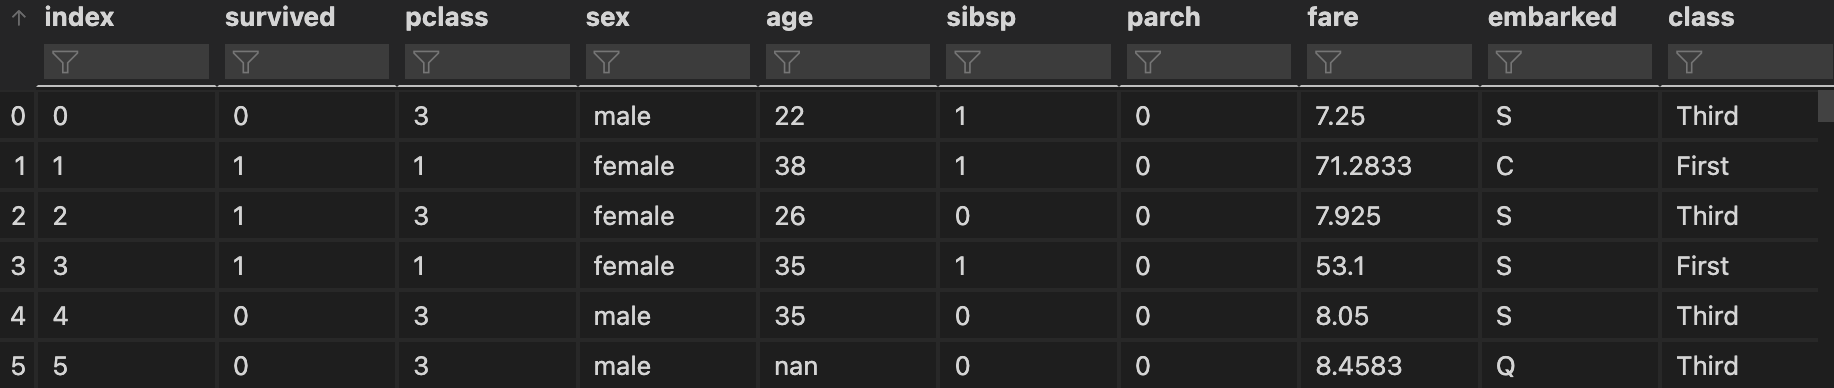 index survived pclass sex age sibsp parch fare embarked class
0 0 0 3 male 22 1 0 7.25 S Third
1 1 1 1 female 38 1 0 71.2833 C First
2 2 1 3 female 26 0 0 7.925 S Third
3 3 1 1 female 35 1 0 53.1 S First
4 4 0 3 male 35 0 0 8.05 S Third
5 5 0 3 male nan 0 0 8.4583 Q Third